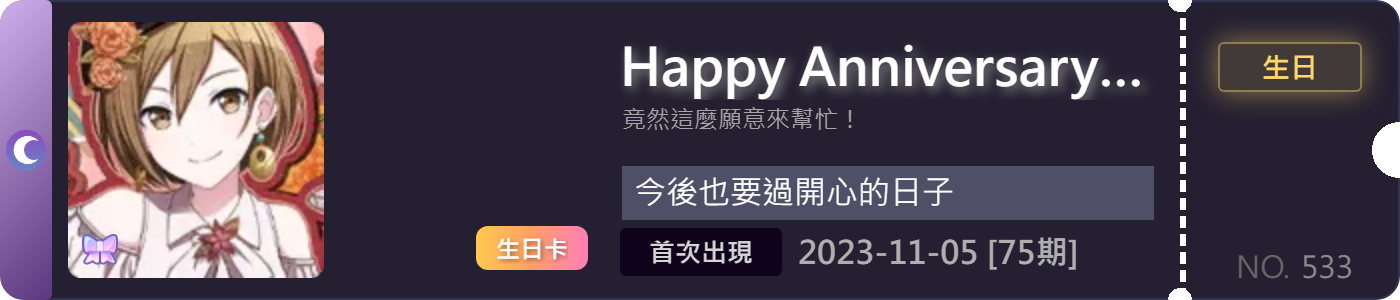 Happy Anniversary...
生日
竟然這麼願意來幫忙！
今後也要過開心的日子
生日卡
首次出現
2023-11-05 [75期]
NO. 533